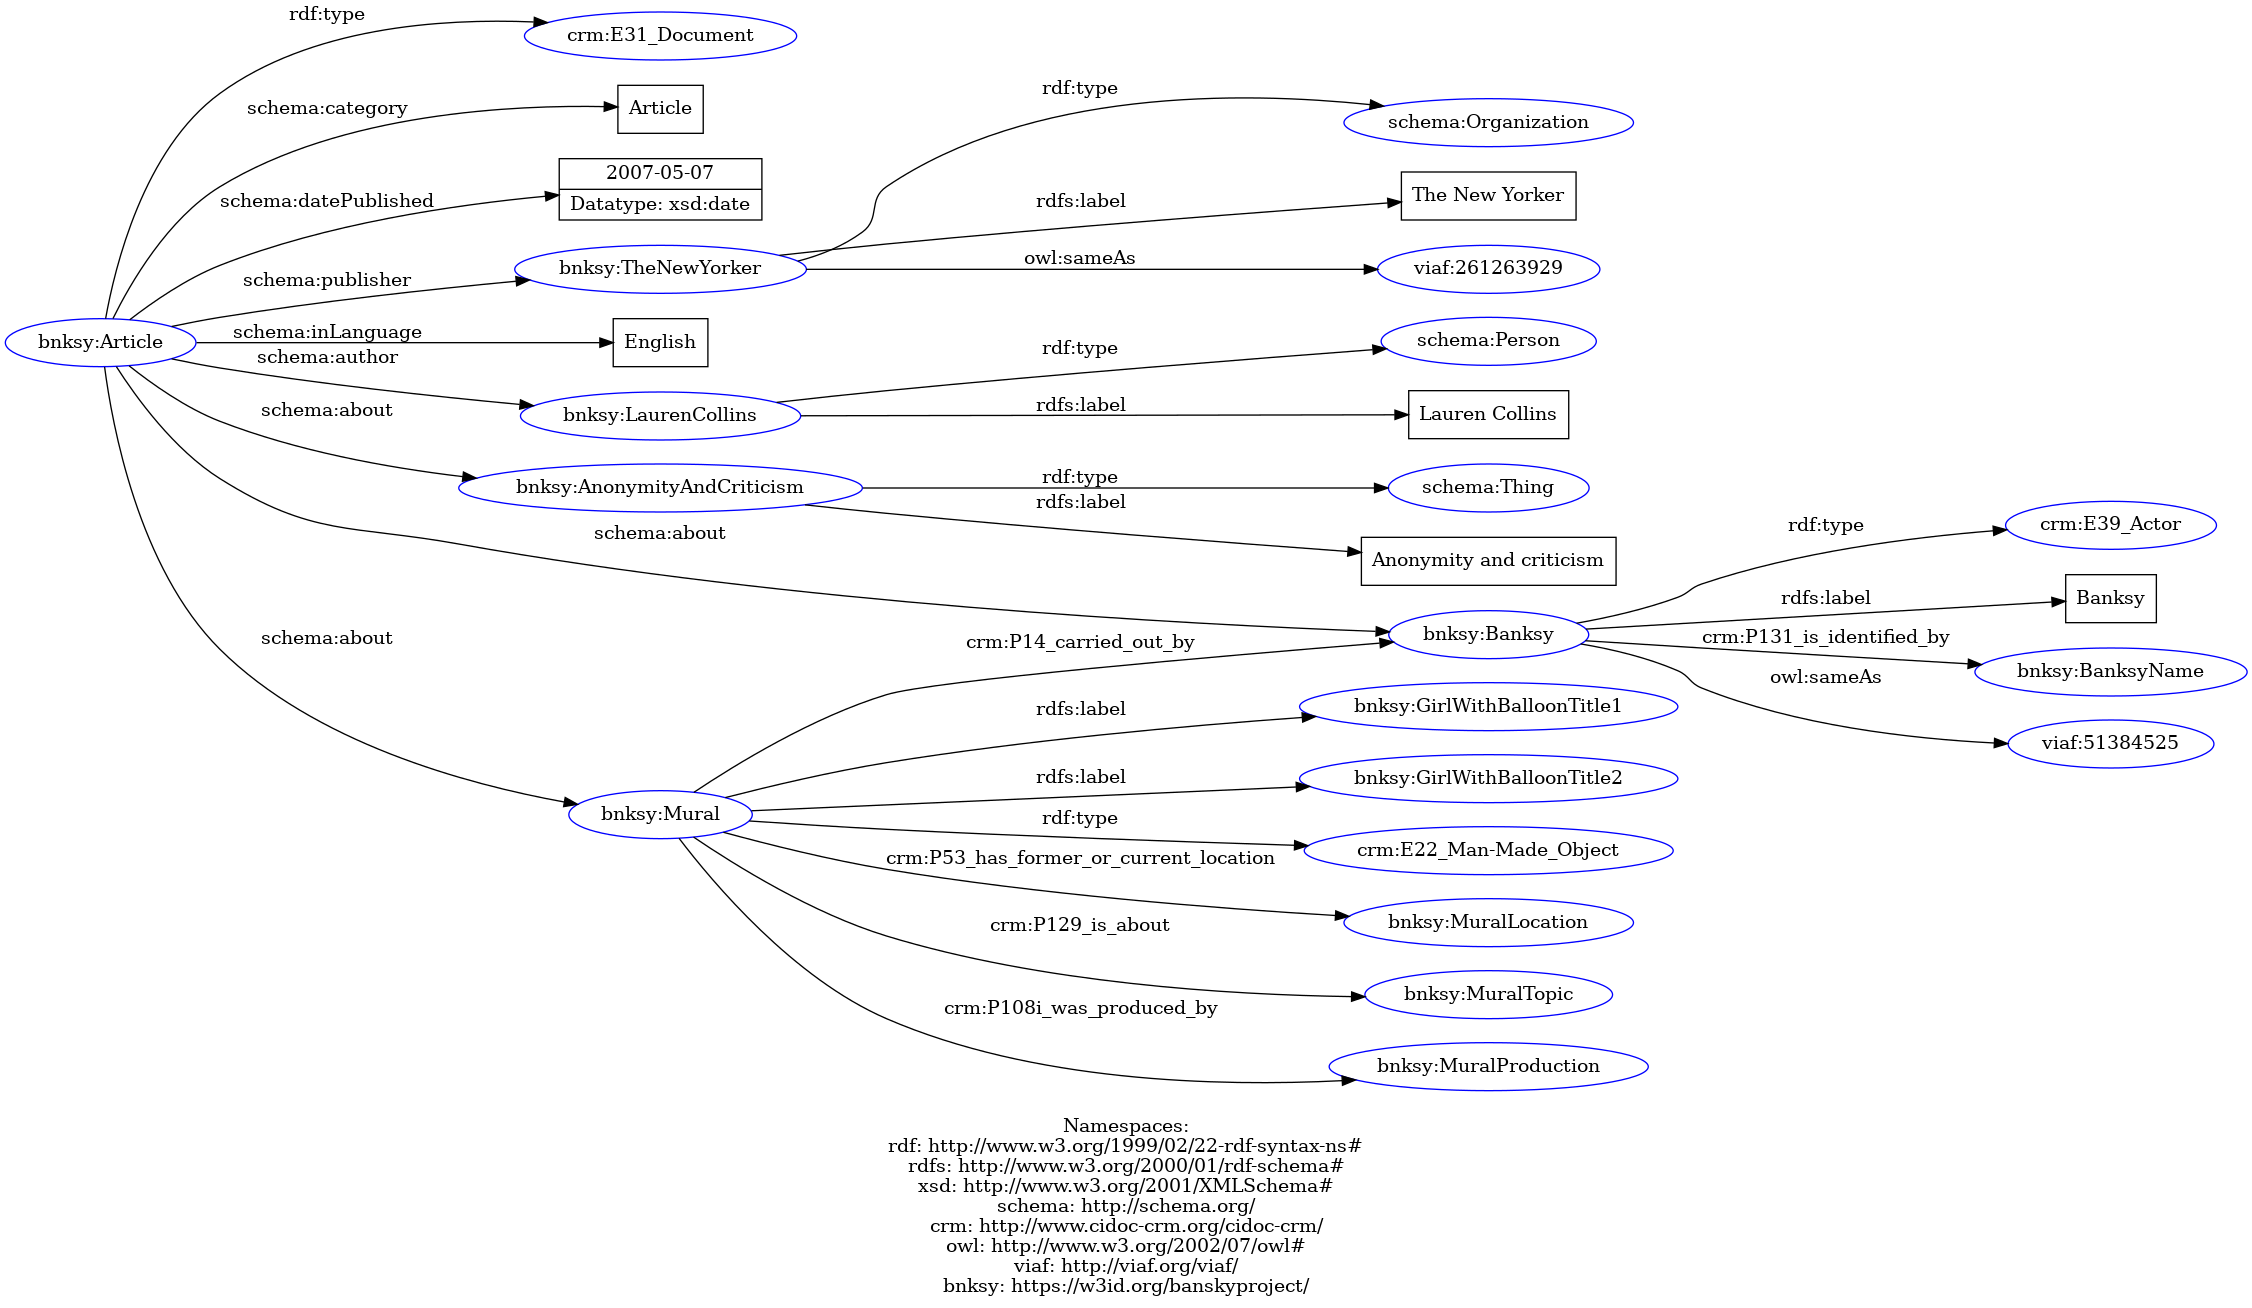 rdf:type
crm:E31_Document
schema:category
Article
rdf:type
schema:Organization
schema:datePublished
2007-05-07
Datatype: xsd:date
rdfs:label
The New Yorker
schema:publisher
bnksy:TheNewYorker
owl:sameAs
viaf:261263929
bnksy:Article
schema:inLanguage
English
rdf:type
schema:Person
schema:author
bnksy:LaurenCollins
rdfs:label
Lauren Collins
schema:about
bnksy:AnonymityAndCriticism
rdf:type
schema:Thing
rdfs:label
Anonymity and criticism
schema:about
rdf:type
crm:E39_Actor
rdfs:label
Banksy
bnksy:Banksy
crm:P131_is_identified_by
bnksy:BanksyName
owl:sameAs
viaf:51384525
schema:about
crm:P14_carried_out_by
rdfs:label
bnksy:GirlWithBalloonTitle1
rdfs:label
bnksy:GirlWithBalloonTitle2
bnksy:Mural
rdf:type
crm:E22_Man-Made_Object
crm:P53_has_former_or_current_location
bnksy:MuralLocation
crm:P129_is_about
bnksy:MuralTopic
crm:P108i_was_produced_by
bnksy:MuralProduction
Namespaces:
rdf: http://www.w3.org/1999/02/22-rdf-syntax-ns#
rdfs: http://www.w3.org/2000/01/rdf-schema#
xsd: http://www.w3.org/2001/XMLSchema#
schema: http://schema.org/
crm: http://www.cidoc-crm.org/cidoc-crm/
owl: http://www.w3.org/2002/07/owl#
viaf: http://viaf.org/viaf/
bnksy: https://w3id.org/banskyproject/